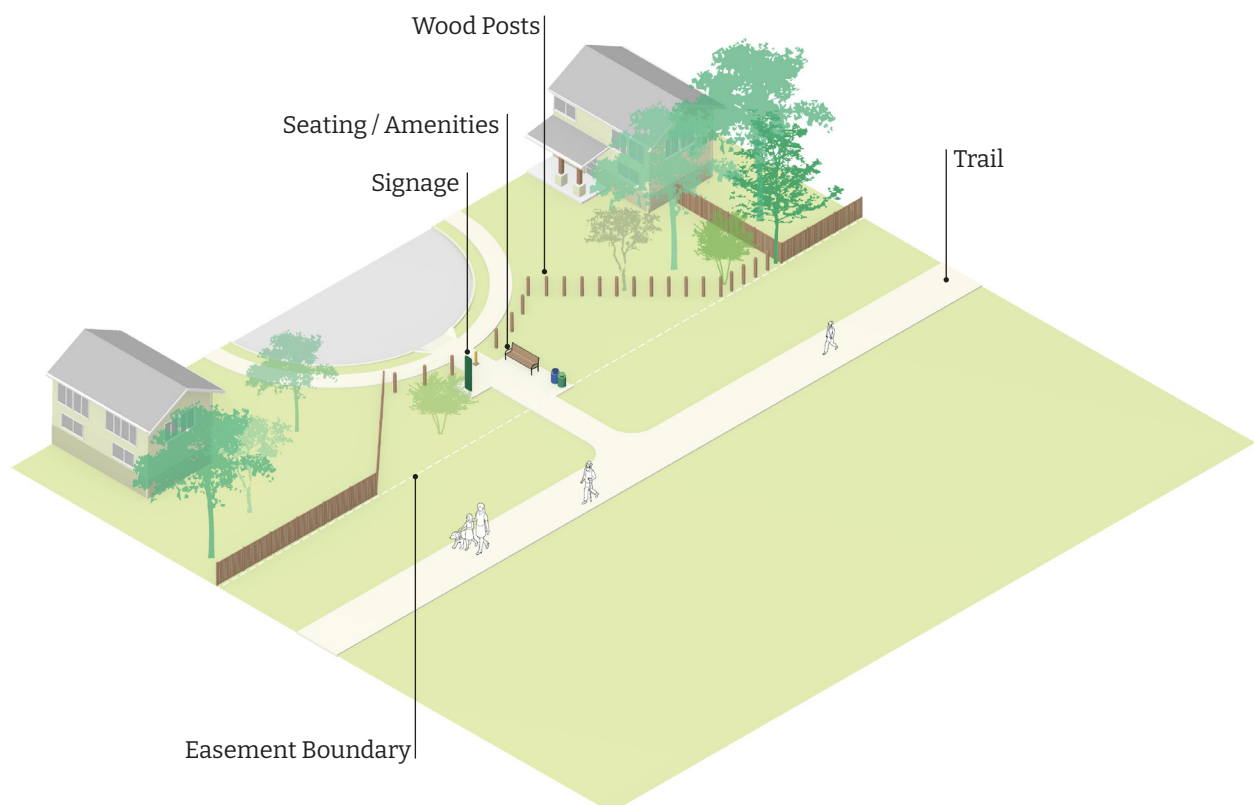 Wood Posts
Seating / Amenities
Trail
Signage
Easement Boundary